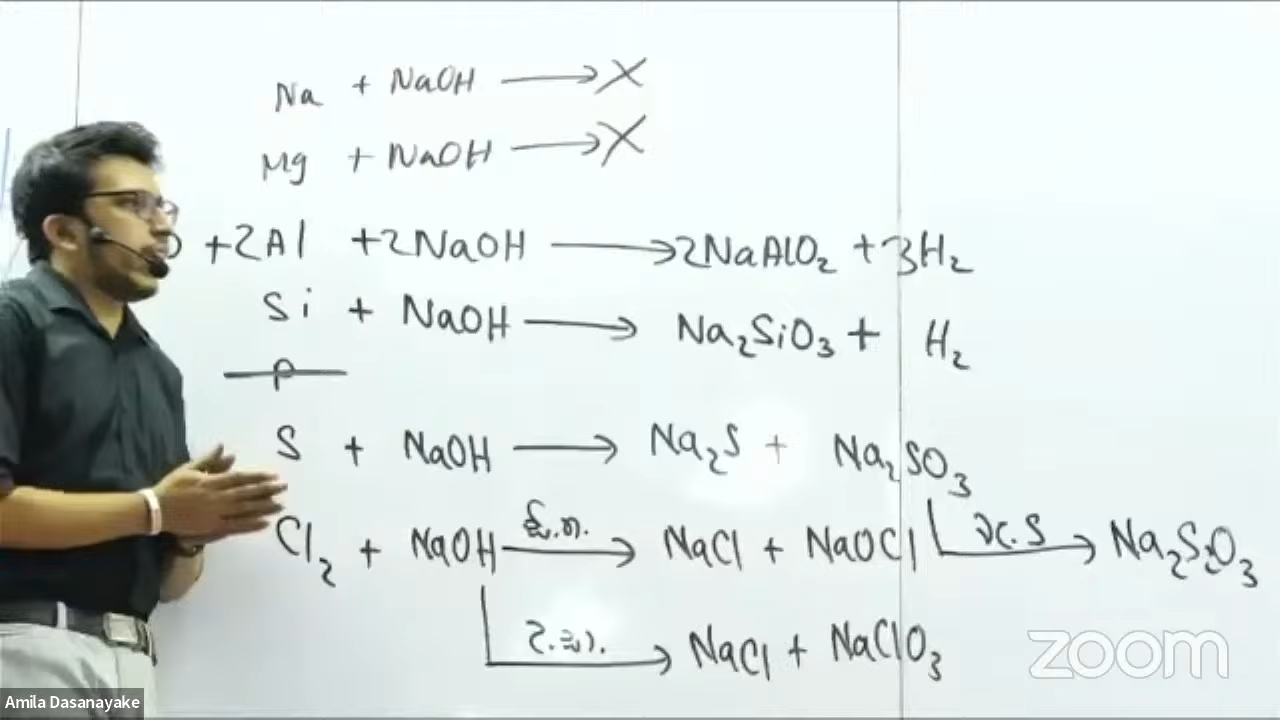 Na + NaOH ⟶ X
Mg + NaOH ⟶ X
+ 2Al + 2NaOH ⟶ 2NaAlO₂ + 3H₂
Si + NaOH ⟶ Na₂SiO₃ + H₂
P
S + NaOH ⟶ Na₂S + Na₂SO₃
Cl₂ + NaOH ⟶ NaCl + NaOCl
⟶ Na₂S₂O₃
⟶ NaCl + NaClO₃
zoom
Amila Dasanayake